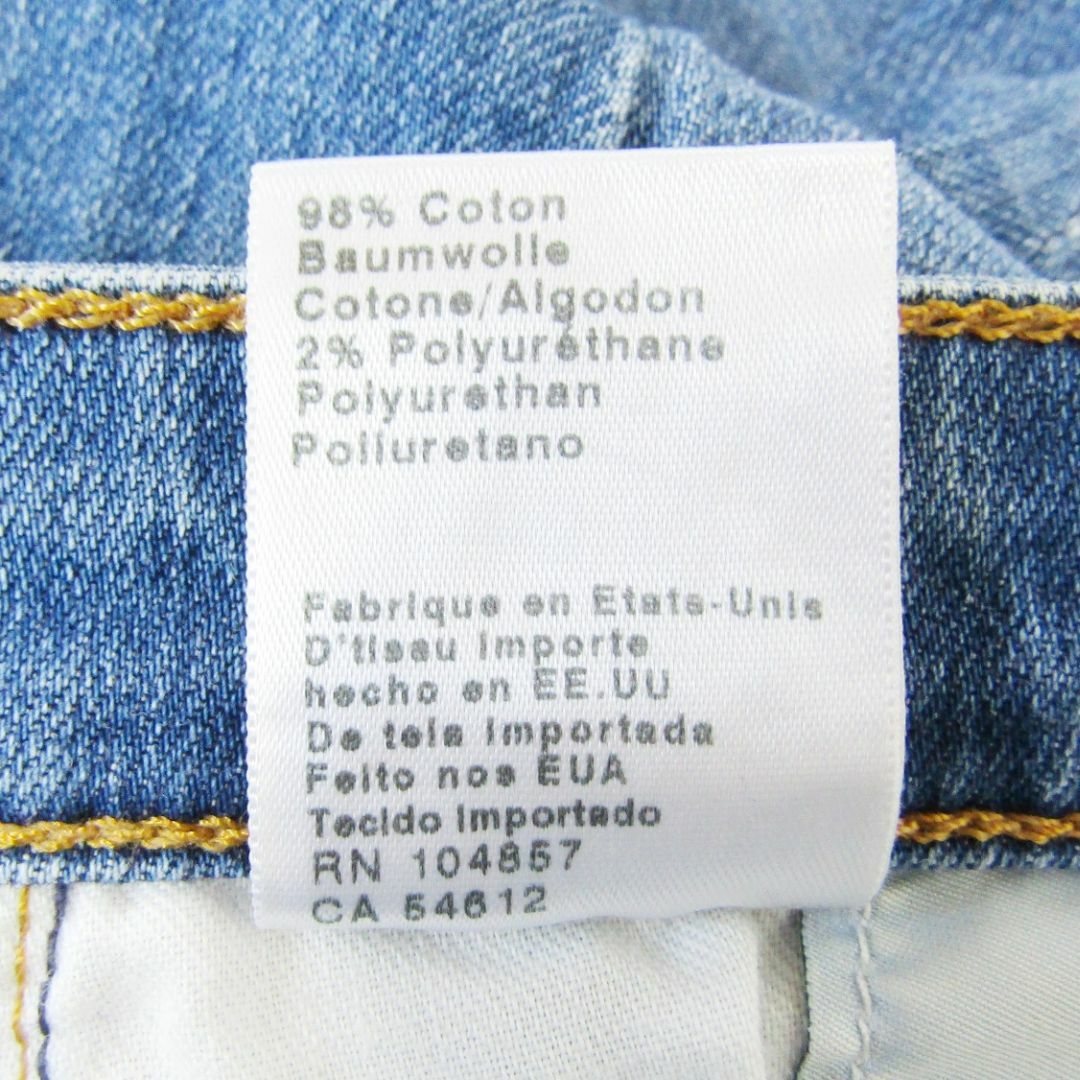 98% Coton
Baumwolle
Cotone/Algodon
2% Polyuréthane
Polyurethan
Poliuretano
Fabrique en Etats-Unis
D'tissu Importe
hecho en EE.UU
De tela Importada
Feito nos EUA
Tecido Importado
RN 104857
CA 54612